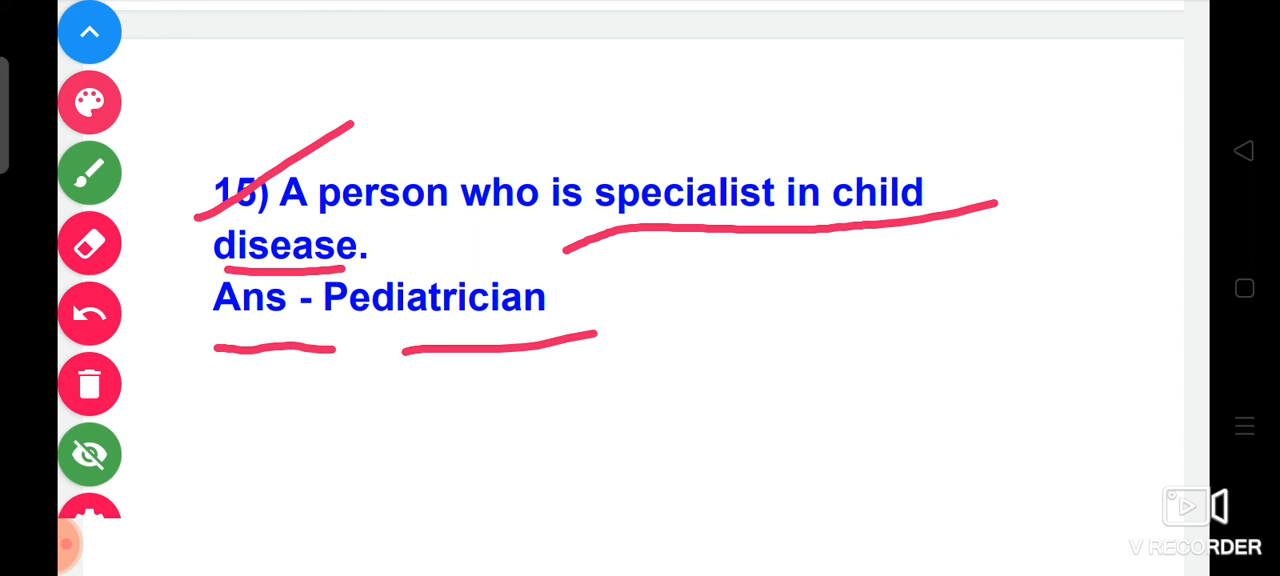 15) A person who is specialist in child
disease.
Ans - Pediatrician
V RECORDER